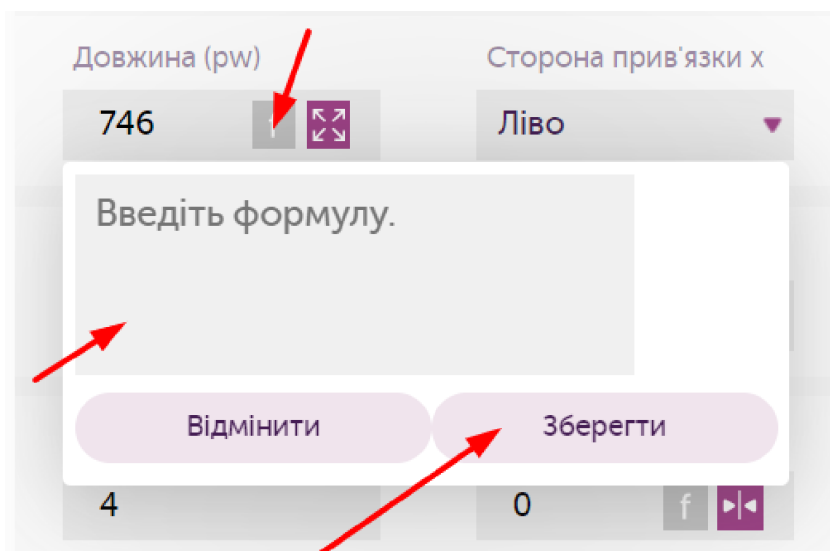 Довжина (pw) Сторона прив'язки x
746 f Ліво
Введіть формулу.
Відмінити Зберегти
4 0 f